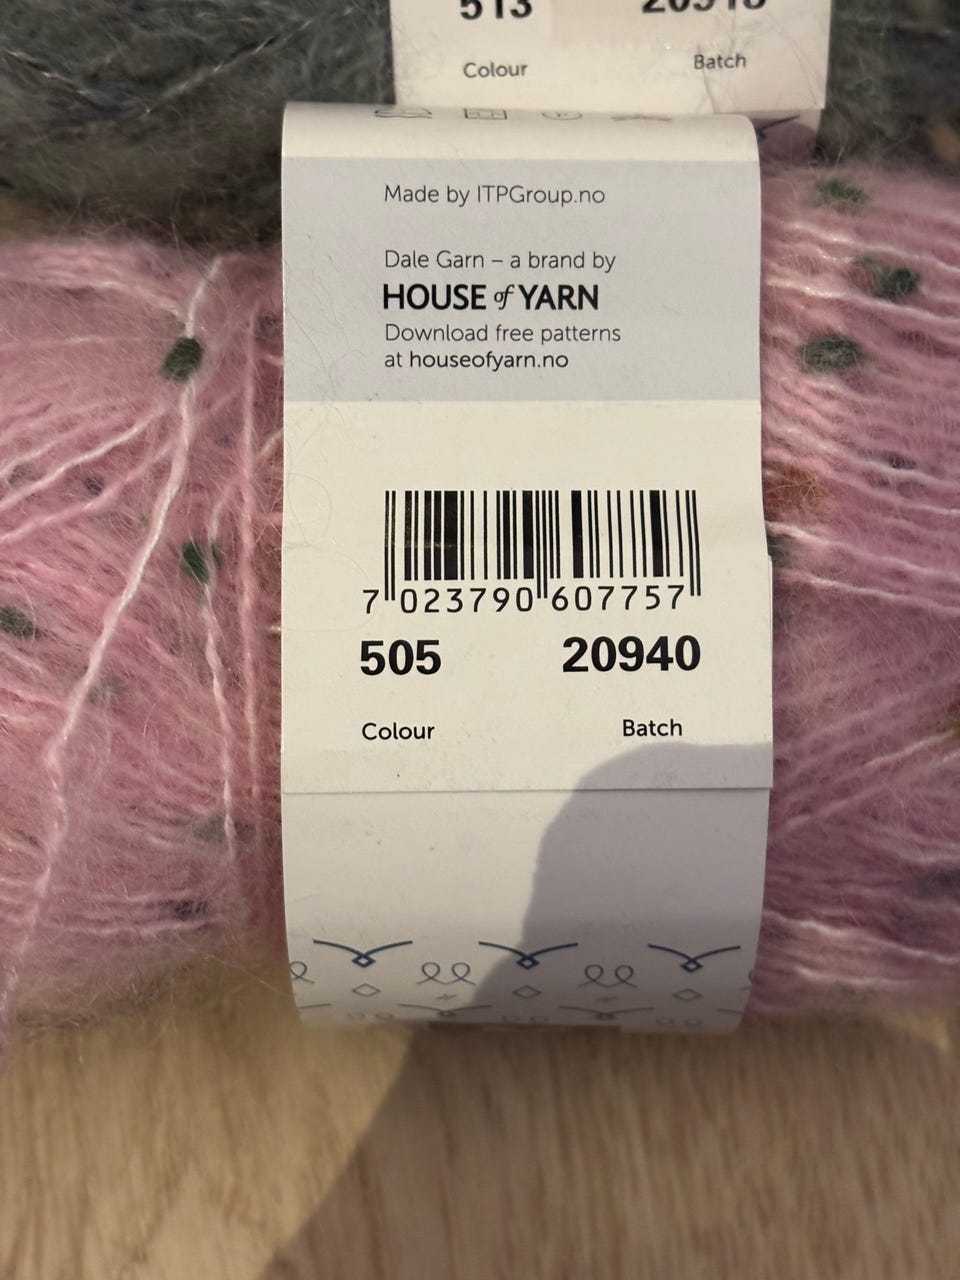 513
Colour Batch
Made by ITPGroup.no
Dale Garn – a brand by
HOUSE of YARN
Download free patterns
at houseofyarn.no
7 023790 607757
505 20940
Colour Batch